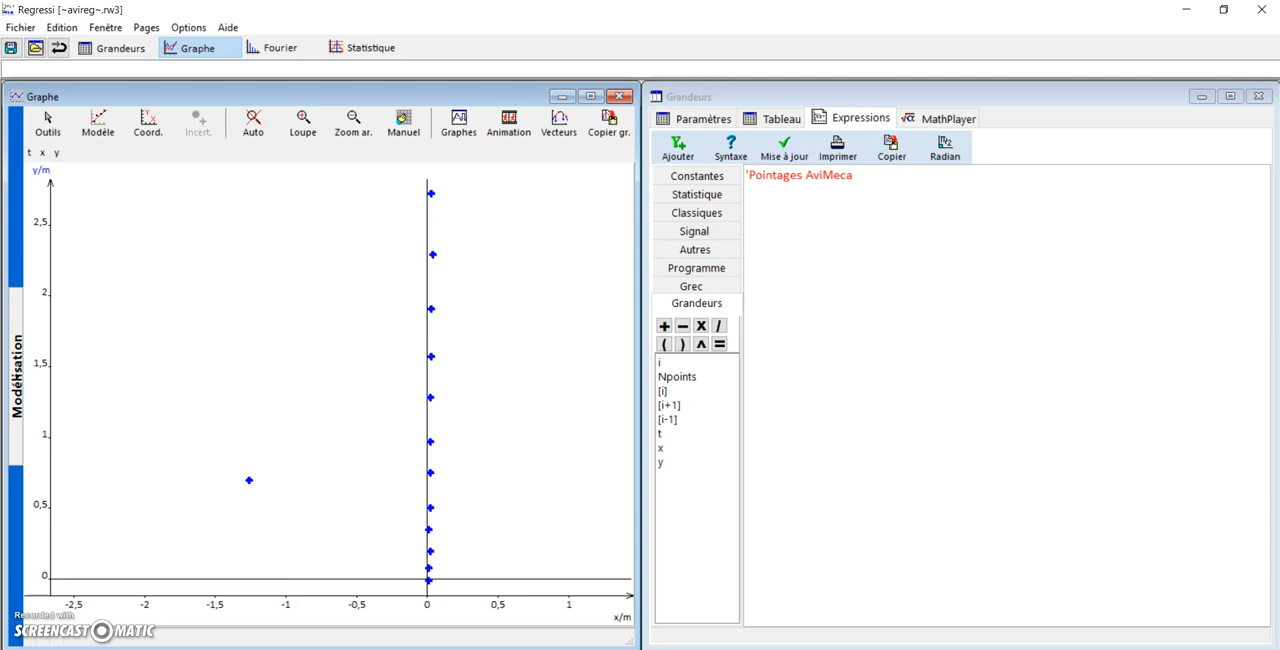 Regressi [~avireg~.rw3]
Fichier Edition Fenétre Pages Options Aide
Grandeurs Graphe Fourier Statistique
Graphe
Outils Modèle Coord. Incert. Auto Loupe Zoom ar. Manuel Graphes Animation Vecteurs Copier gr.
t x y
y/m
2,5
2
1,5
1
0,5
0
-2,5 -2 -1,5 -1 -0,5 0 0,5 1
x/m
Modélisation
Recorded with
SCREENCAST MATIC
Grandeurs
Paramètres Tableau Expressions MathPlayer
Ajouter Syntaxe Mise à jour Imprimer Copier Radian
Constantes
Statistique
Classiques
Signal
Autres
Programme
Grec
Grandeurs
+ - X /
( ) ^ =
i
Npoints
[i]
[i+1]
[i-1]
t
x
y
'Pointages AviMeca